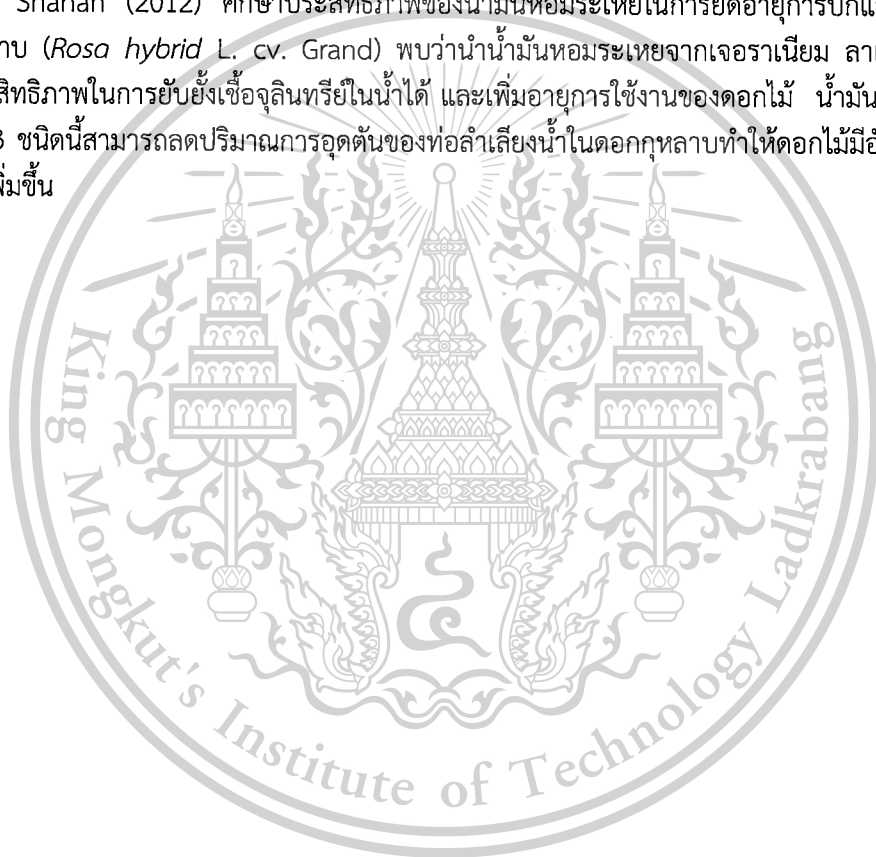 Shanan (2012) ศึกษาประสิทธิภาพของน้ำมันหอมระเหยในการยืดอายุการปักแ
าบ (Rosa hybrid L. cv. Grand) พบว่านำน้ำมันหอมระเหยจากเจอราเนียม ลา
สิทธิภาพในการยับยั้งเชื้อจุลินทรีย์ในน้ำได้ และเพิ่มอายุการใช้งานของดอกไม้ น้ำมัน
3 ชนิดนี้สามารถลดปริมาณการอุดตันของท่อลำเลียงน้ำในดอกกุหลาบทำให้ดอกไม้มีอั
พิ่มขึ้น
King Mongkut's Institute of Technology Ladkrabang